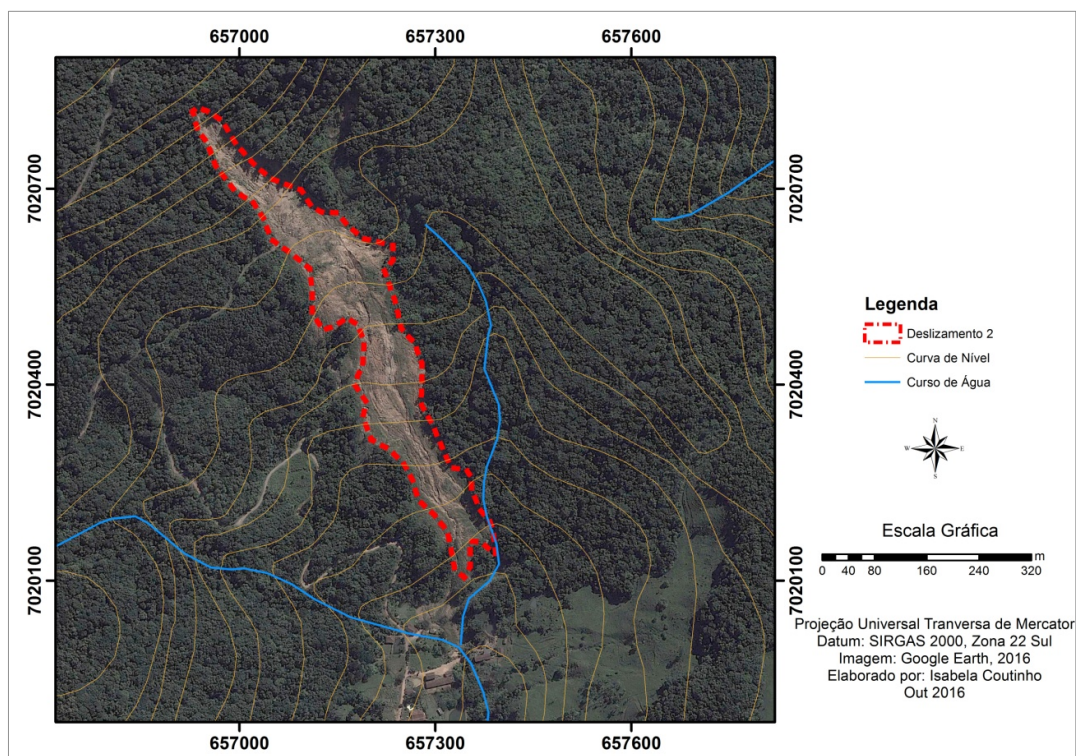 657000 657300 657600
7020700 7020700
7020400 7020400
7020100 7020100
657000 657300 657600
Legenda
Deslizamento 2
Curva de Nível
Curso de Água
N
W E
S
Escala Gráfica
m
0 40 80 160 240 320
Projeção Universal Tranversa de Mercator
Datum: SIRGAS 2000, Zona 22 Sul
Imagem: Google Earth, 2016
Elaborado por: Isabela Coutinho
Out 2016